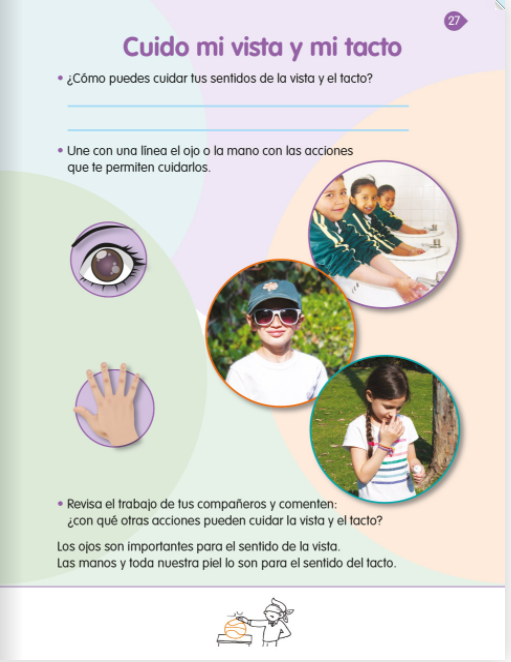 27
Cuido mi vista y mi tacto
• ¿Cómo puedes cuidar tus sentidos de la vista y el tacto?
• Une con una línea el ojo o la mano con las acciones
que te permiten cuidarlos.
• Revisa el trabajo de tus compañeros y comenten:
¿con qué otras acciones pueden cuidar la vista y el tacto?
Los ojos son importantes para el sentido de la vista.
Las manos y toda nuestra piel lo son para el sentido del tacto.